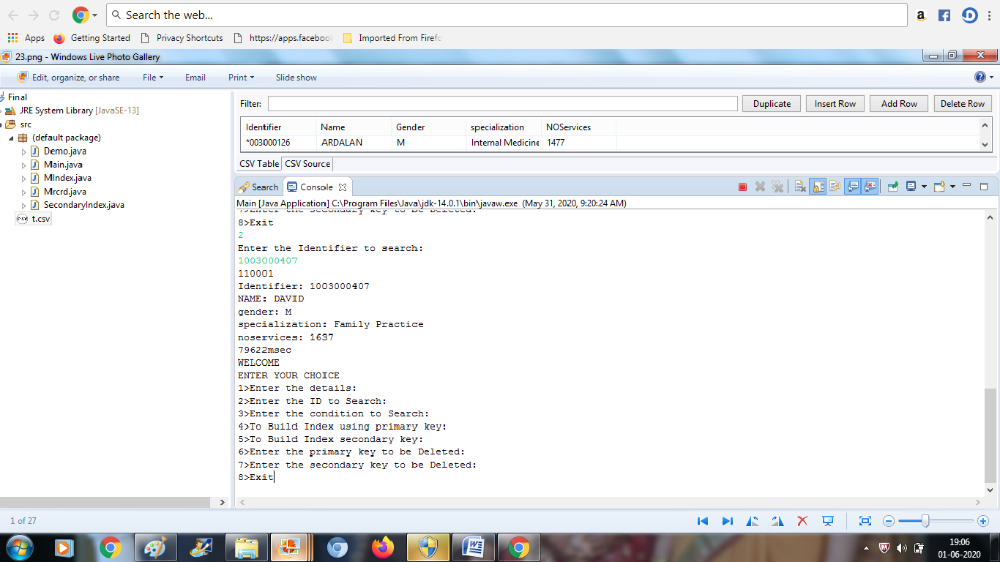 Search the web...
Apps Getting Started Privacy Shortcuts https://apps.facebool Imported From Firefo
23.png - Windows Live Photo Gallery
Edit, organize, or share File Email Print Slide show
Final
JRE System Library [JavaSE-13]
src
(default package)
Demo.java
Main.java
MIndex.java
Mrcrd.java
SecondaryIndex.java
t.csv
Filter: Duplicate Insert Row Add Row Delete Row
Identifier Name Gender specialization NOServices
*003000126 ARDALAN M Internal Medicine 1477
CSV Table CSV Source
Search Console
Main [Java Application] C:\Program Files\Java\jdk-14.0.1\bin\javaw.exe (May 31, 2020, 9:20:24 AM)
7>Enter the secondary key to be Deleted:
8>Exit
2
Enter the Identifier to search:
1003000407
110001
Identifier: 1003000407
NAME: DAVID
gender: M
specialization: Family Practice
noservices: 1637
79622msec
WELCOME
ENTER YOUR CHOICE
1>Enter the details:
2>Enter the ID to Search:
3>Enter the condition to Search:
4>To Build Index using primary key:
5>To Build Index secondary key:
6>Enter the primary key to be Deleted:
7>Enter the secondary key to be Deleted:
8>Exit
1 of 27
19:06
01-06-2020